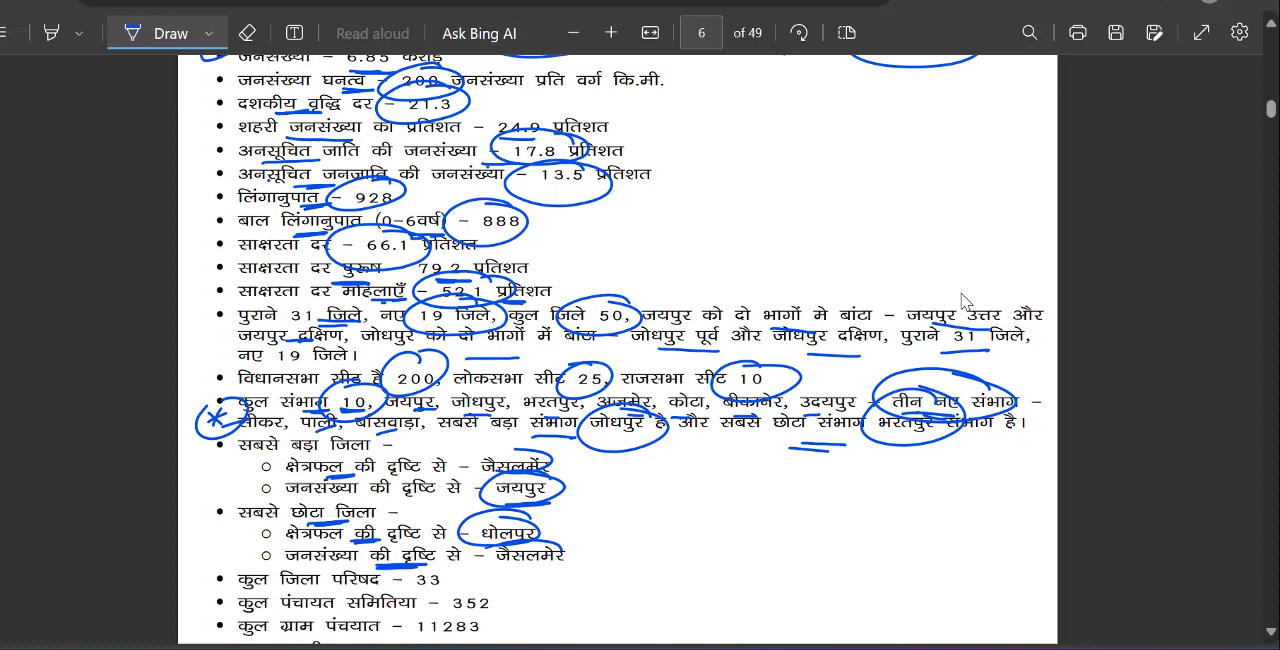 Draw
Read aloud
Ask Bing AI
6
of 49
जनसंख्या – 6.85 करोड़
जनसंख्या घनत्व – 200 जनसंख्या प्रति वर्ग कि.मी.
दशकीय वृद्धि दर – 21.3
शहरी जनसंख्या का प्रतिशत – 24.9 प्रतिशत
अनसूचित जाति की जनसंख्या – 17.8 प्रतिशत
अनसूचित जनजाति की जनसंख्या – 13.5 प्रतिशत
लिंगानुपात – 928
बाल लिंगानुपात (0–6वर्ष) – 888
साक्षरता दर – 66.1 प्रतिशत
साक्षरता दर पुरूष – 79.2 प्रतिशत
साक्षरता दर महिलाएँ – 52.1 प्रतिशत
पुराने 31 जिले, नए 19 जिले, कुल जिले 50, जयपुर को दो भागों मे बांटा – जयपुर उत्तर और
जयपुर दक्षिण, जोधपुर को दो भागों में बांटा – जोधपुर पूर्व और जोधपुर दक्षिण, पुराने 31 जिले,
नए 19 जिले।
विधानसभा सीट है 200, लोकसभा सीट 25, राजसभा सीट 10
कुल संभाग 10, जयपुर, जोधपुर, भरतपुर, अजमेर, कोटा, बीकानेर, उदयपुर – तीन नए संभाग –
सीकर, पाली, बांसवाड़ा, सबसे बड़ा संभाग जोधपुर है और सबसे छोटा संभाग भरतपुर संभाग है।
सबसे बड़ा जिला –
क्षेत्रफल की दृष्टि से – जैसलमेर
जनसंख्या की दृष्टि से – जयपुर
सबसे छोटा जिला –
क्षेत्रफल की दृष्टि से – धोलपुर
जनसंख्या की दृष्टि से – जैसलमेर
कुल जिला परिषद – 33
कुल पंचायत समितिया – 352
कुल ग्राम पंचयात – 11283